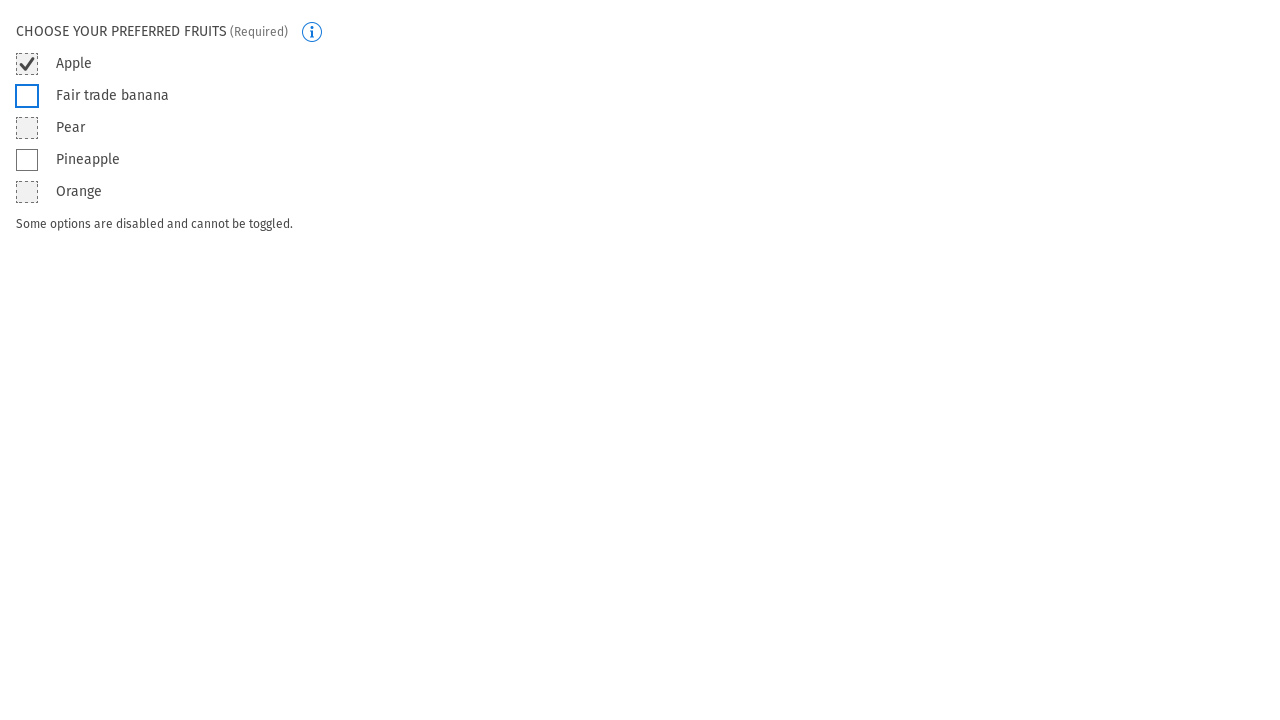 CHOOSE YOUR PREFERRED FRUITS (Required)
Apple
Fair trade banana
Pear
Pineapple
Orange
Some options are disabled and cannot be toggled.